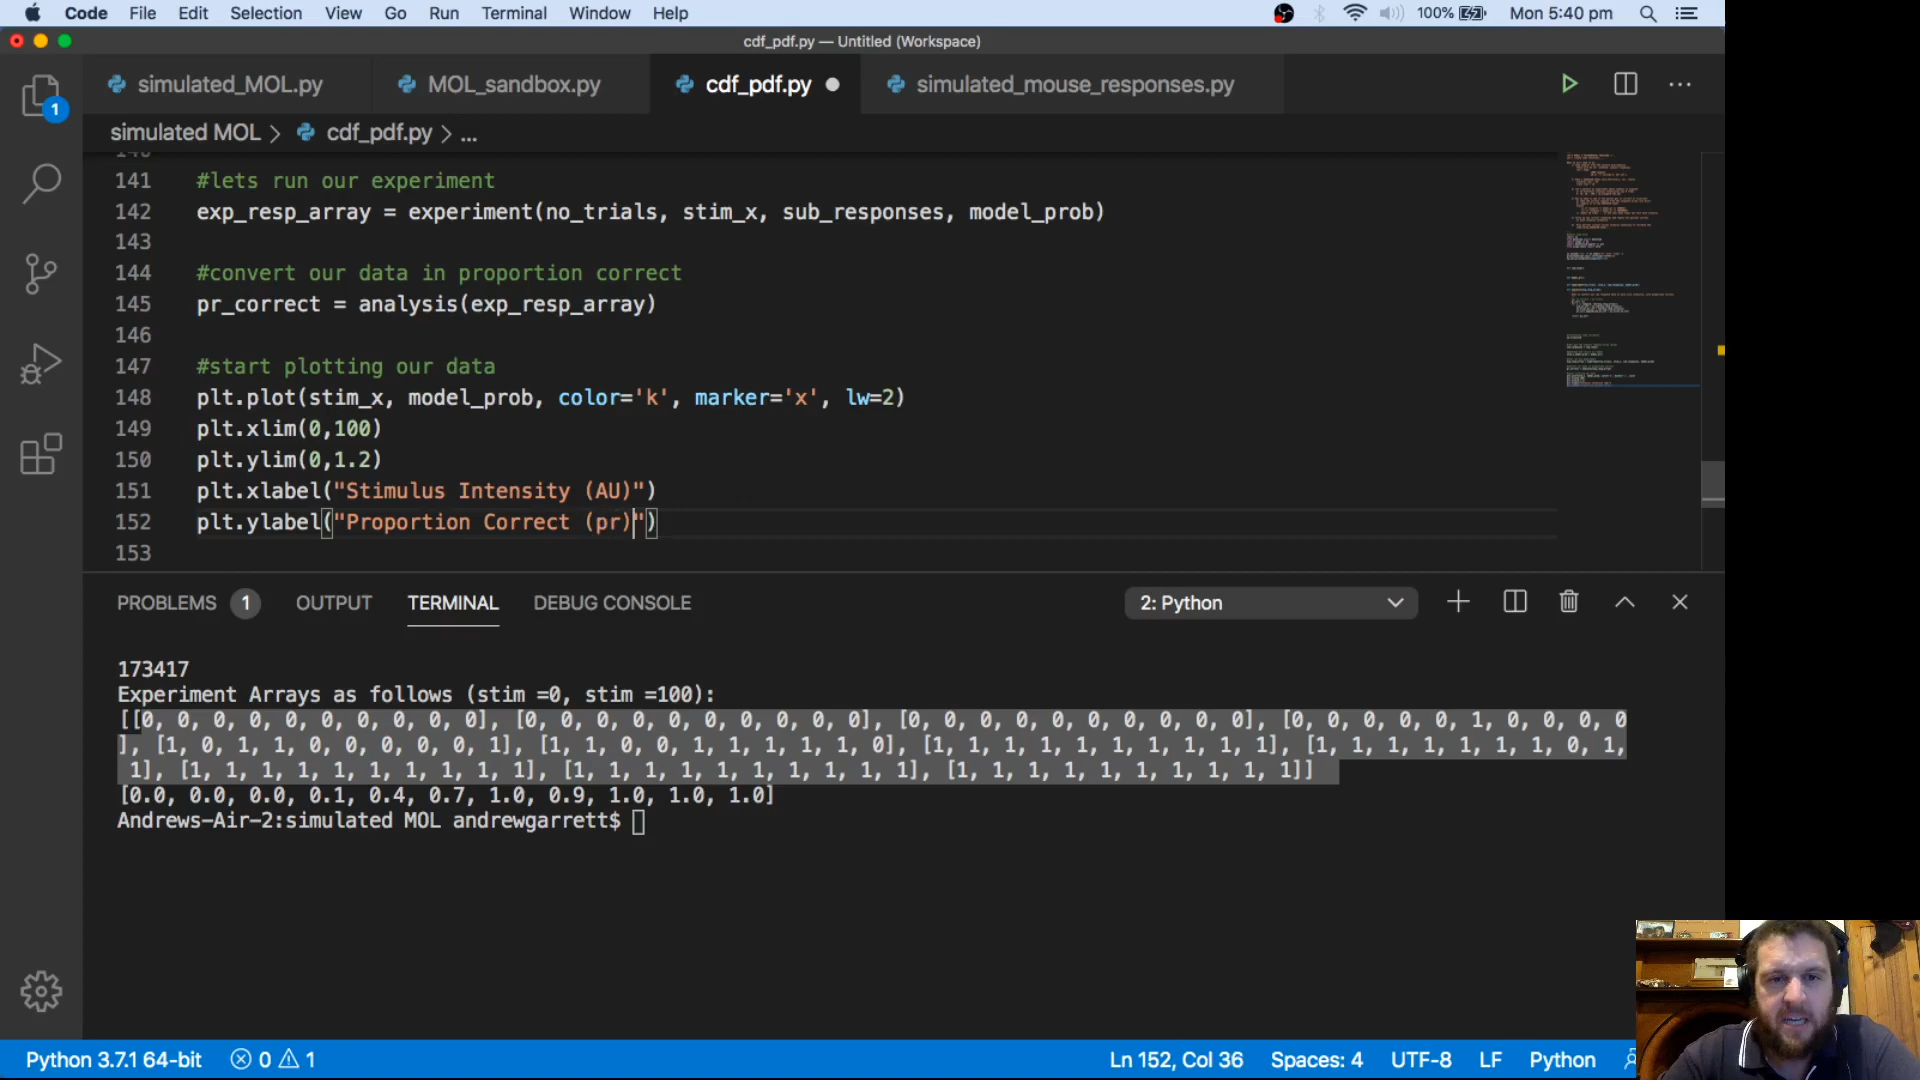 Code File Edit Selection View Go Run Terminal Window Help 100% Mon 5:40 pm
cdf_pdf.py — Untitled (Workspace)
simulated_MOL.py MOL_sandbox.py cdf_pdf.py simulated_mouse_responses.py
1
simulated MOL > cdf_pdf.py > ...
140
141 #lets run our experiment
142 exp_resp_array = experiment(no_trials, stim_x, sub_responses, model_prob)
143
144 #convert our data in proportion correct
145 pr_correct = analysis(exp_resp_array)
146
147 #start plotting our data
148 plt.plot(stim_x, model_prob, color='k', marker='x', lw=2)
149 plt.xlim(0,100)
150 plt.ylim(0,1.2)
151 plt.xlabel("Stimulus Intensity (AU)")
152 plt.ylabel("Proportion Correct (pr)")
153
PROBLEMS 1 OUTPUT TERMINAL DEBUG CONSOLE 2: Python
173417
Experiment Arrays as follows (stim =0, stim =100):
[[0, 0, 0, 0, 0, 0, 0, 0, 0, 0], [0, 0, 0, 0, 0, 0, 0, 0, 0, 0], [0, 0, 0, 0, 0, 0, 0, 0, 0, 0], [0, 0, 0, 0, 0, 1, 0, 0, 0, 0
], [1, 0, 1, 1, 0, 0, 0, 0, 0, 1], [1, 1, 0, 0, 1, 1, 1, 1, 1, 0], [1, 1, 1, 1, 1, 1, 1, 1, 1, 1], [1, 1, 1, 1, 1, 1, 1, 0, 1,
1], [1, 1, 1, 1, 1, 1, 1, 1, 1, 1], [1, 1, 1, 1, 1, 1, 1, 1, 1, 1], [1, 1, 1, 1, 1, 1, 1, 1, 1, 1]]
[0.0, 0.0, 0.0, 0.1, 0.4, 0.7, 1.0, 0.9, 1.0, 1.0, 1.0]
Andrews-Air-2:simulated MOL andrewgarrett$
Python 3.7.1 64-bit 0 1 Ln 152, Col 36 Spaces: 4 UTF-8 LF Python